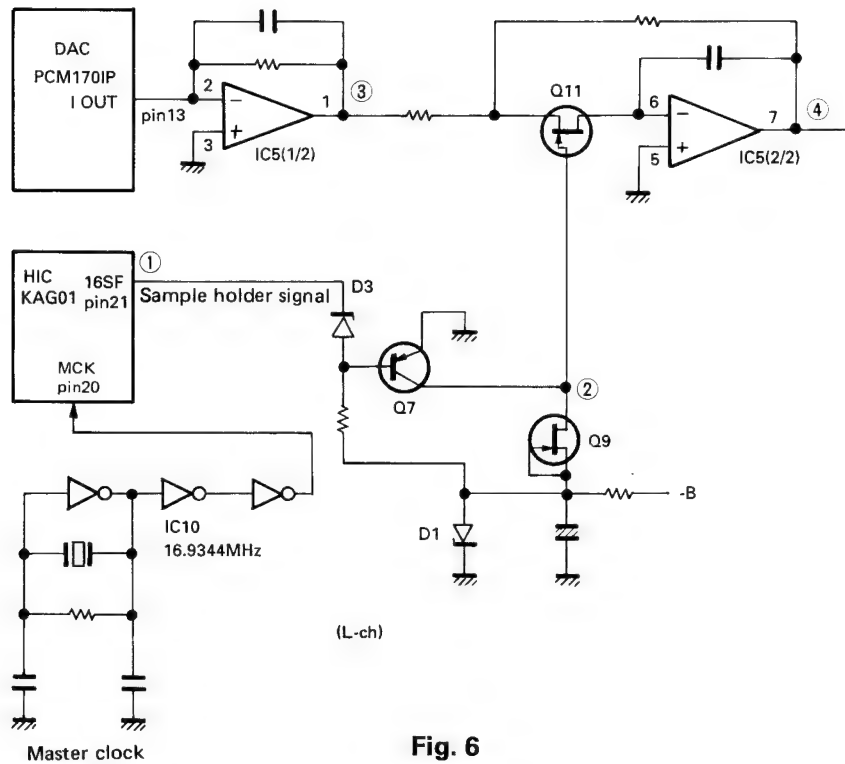 DAC
PCM170IP
I OUT
pin13
2
3
1
③
IC5(1/2)
Q11
6
5
7
④
IC5(2/2)
HIC
KAG01
16SF
pin21
①
Sample holder signal
MCK
pin20
D3
Q7
②
Q9
-B
D1
IC10
16.9344MHz
(L-ch)
Master clock
Fig. 6